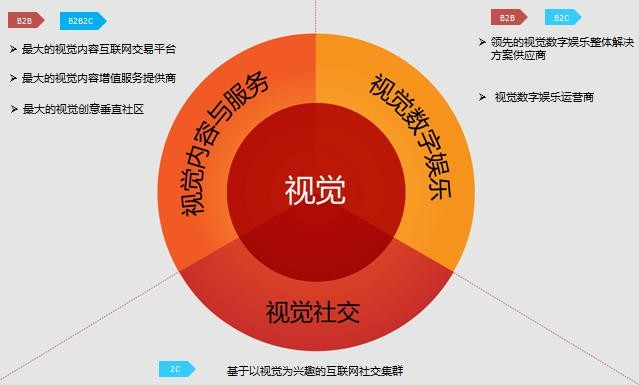 B2B
B2B2C
最大的视觉内容互联网交易平台
最大的视觉内容增值服务提供商
最大的视觉创意垂直社区
B2B
B2C
领先的视觉数字娱乐整体解决
方案供应商
视觉数字娱乐运营商
视觉内容与服务
视觉数字娱乐
视觉
视觉社交
2C
基于以视觉为兴趣的互联网社交集群